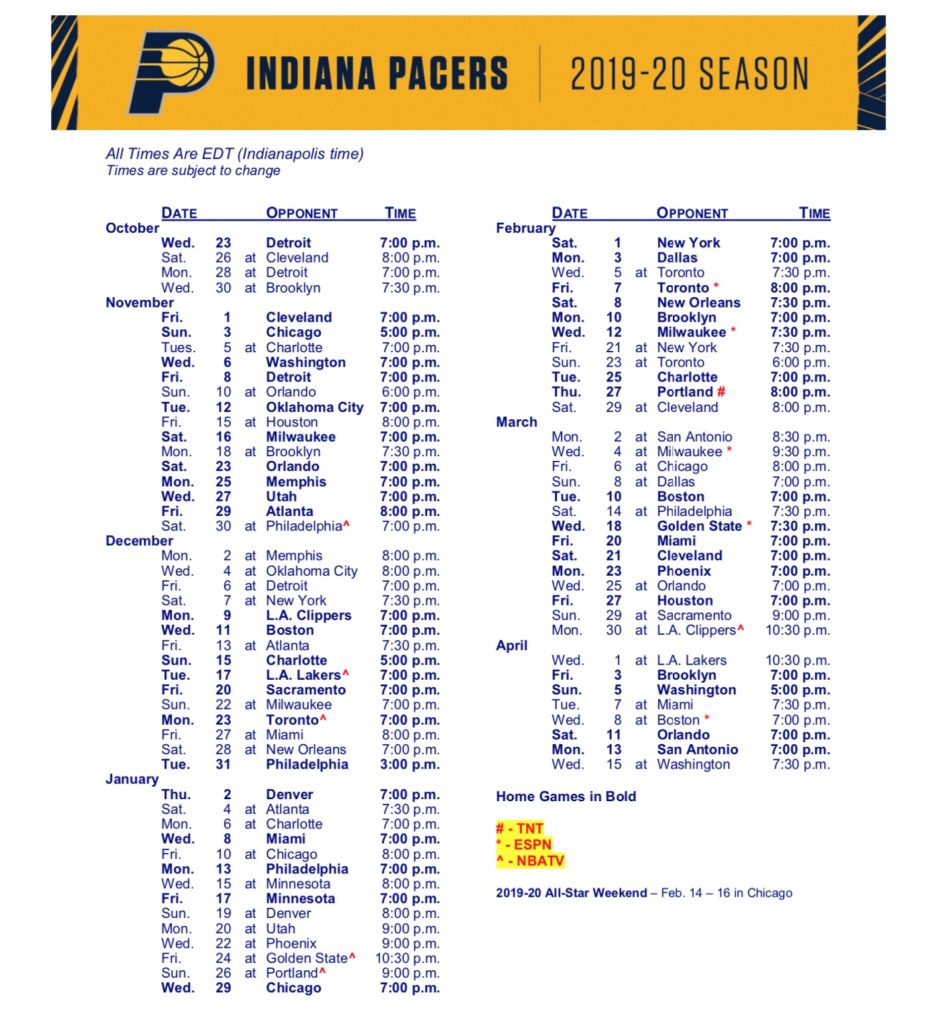 INDIANA PACERS | 2019-20 SEASON
All Times Are EDT (Indianapolis time)
Times are subject to change
DATE OPPONENT TIME
October
Wed. 23 Detroit 7:00 p.m.
Sat. 26 at Cleveland 8:00 p.m.
Mon. 28 at Detroit 7:00 p.m.
Wed. 30 at Brooklyn 7:30 p.m.
November
Fri. 1 Cleveland 7:00 p.m.
Sun. 3 Chicago 5:00 p.m.
Tues. 5 at Charlotte 7:00 p.m.
Wed. 6 Washington 7:00 p.m.
Fri. 8 Detroit 7:00 p.m.
Sun. 10 at Orlando 6:00 p.m.
Tue. 12 Oklahoma City 7:00 p.m.
Fri. 15 at Houston 8:00 p.m.
Sat. 16 Milwaukee 7:00 p.m.
Mon. 18 at Brooklyn 7:30 p.m.
Sat. 23 Orlando 7:00 p.m.
Mon. 25 Memphis 7:00 p.m.
Wed. 27 Utah 7:00 p.m.
Fri. 29 Atlanta 8:00 p.m.
Sat. 30 at Philadelphia^ 7:00 p.m.
December
Mon. 2 at Memphis 8:00 p.m.
Wed. 4 at Oklahoma City 8:00 p.m.
Fri. 6 at Detroit 7:00 p.m.
Sat. 7 at New York 7:30 p.m.
Mon. 9 L.A. Clippers 7:00 p.m.
Wed. 11 Boston 7:00 p.m.
Fri. 13 at Atlanta 7:30 p.m.
Sun. 15 Charlotte 5:00 p.m.
Tue. 17 L.A. Lakers^ 7:00 p.m.
Fri. 20 Sacramento 7:00 p.m.
Sun. 22 at Milwaukee 7:00 p.m.
Mon. 23 Toronto^ 7:00 p.m.
Fri. 27 at Miami 8:00 p.m.
Sat. 28 at New Orleans 7:00 p.m.
Tue. 31 Philadelphia 3:00 p.m.
January
Thu. 2 Denver 7:00 p.m.
Sat. 4 at Atlanta 7:30 p.m.
Mon. 6 at Charlotte 7:00 p.m.
Wed. 8 Miami 7:00 p.m.
Fri. 10 at Chicago 8:00 p.m.
Mon. 13 Philadelphia 7:00 p.m.
Wed. 15 at Minnesota 8:00 p.m.
Fri. 17 Minnesota 7:00 p.m.
Sun. 19 at Denver 8:00 p.m.
Mon. 20 at Utah 9:00 p.m.
Wed. 22 at Phoenix 9:00 p.m.
Fri. 24 at Golden State^ 10:30 p.m.
Sun. 26 at Portland^ 9:00 p.m.
Wed. 29 Chicago 7:00 p.m.
DATE OPPONENT TIME
February
Sat. 1 New York 7:00 p.m.
Mon. 3 Dallas 7:00 p.m.
Wed. 5 at Toronto 7:30 p.m.
Fri. 7 Toronto * 8:00 p.m.
Sat. 8 New Orleans 7:30 p.m.
Mon. 10 Brooklyn 7:00 p.m.
Wed. 12 Milwaukee * 7:30 p.m.
Fri. 21 at New York 7:30 p.m.
Sun. 23 at Toronto 6:00 p.m.
Tue. 25 Charlotte 7:00 p.m.
Thu. 27 Portland # 8:00 p.m.
Sat. 29 at Cleveland 8:00 p.m.
March
Mon. 2 at San Antonio 8:30 p.m.
Wed. 4 at Milwaukee * 9:30 p.m.
Fri. 6 at Chicago 8:00 p.m.
Sun. 8 at Dallas 7:00 p.m.
Tue. 10 Boston 7:00 p.m.
Sat. 14 at Philadelphia 7:30 p.m.
Wed. 18 Golden State * 7:30 p.m.
Fri. 20 Miami 7:00 p.m.
Sat. 21 Cleveland 7:00 p.m.
Mon. 23 Phoenix 7:00 p.m.
Wed. 25 at Orlando 7:00 p.m.
Fri. 27 Houston 7:00 p.m.
Sun. 29 at Sacramento 9:00 p.m.
Mon. 30 at L.A. Clippers^ 10:30 p.m.
April
Wed. 1 at L.A. Lakers 10:30 p.m.
Fri. 3 Brooklyn 7:00 p.m.
Sun. 5 Washington 5:00 p.m.
Tue. 7 at Miami 7:30 p.m.
Wed. 8 at Boston * 7:00 p.m.
Sat. 11 Orlando 7:00 p.m.
Mon. 13 San Antonio 7:00 p.m.
Wed. 15 at Washington 7:30 p.m.
Home Games in Bold
# - TNT
* - ESPN
^ - NBATV
2019-20 All-Star Weekend – Feb. 14 – 16 in Chicago